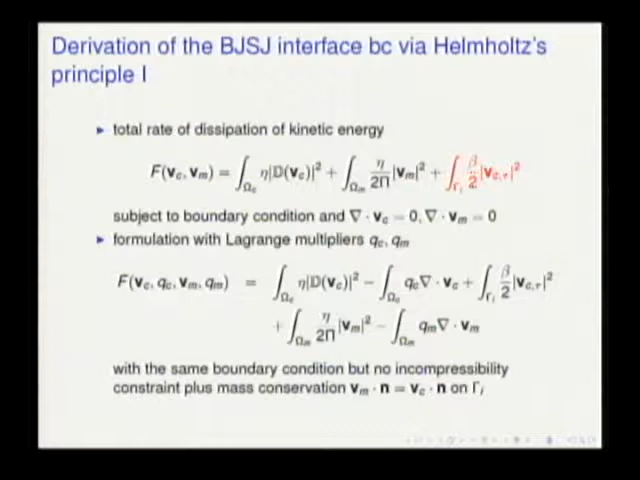 Derivation of the BJSJ interface bc via Helmholtz's
principle I
▶ total rate of dissipation of kinetic energy
F(v_c, v_m) = ∫_{Ω_c} η|𝔻(v_c)|² + ∫_{Ω_m} η/2Π |v_m|² + ∫_{Γ_i} β/2 |v_{c,τ}|²
subject to boundary condition and ∇ · v_c = 0, ∇ · v_m = 0
▶ formulation with Lagrange multipliers q_c, q_m
F(v_c, q_c, v_m, q_m) = ∫_{Ω_c} η|𝔻(v_c)|² − ∫_{Ω_c} q_c∇ · v_c + ∫_{Γ_i} β/2 |v_{c,τ}|²
+ ∫_{Ω_m} η/2Π |v_m|² − ∫_{Ω_m} q_m∇ · v_m
with the same boundary condition but no incompressibility
constraint plus mass conservation v_m · n = v_c · n on Γ_i